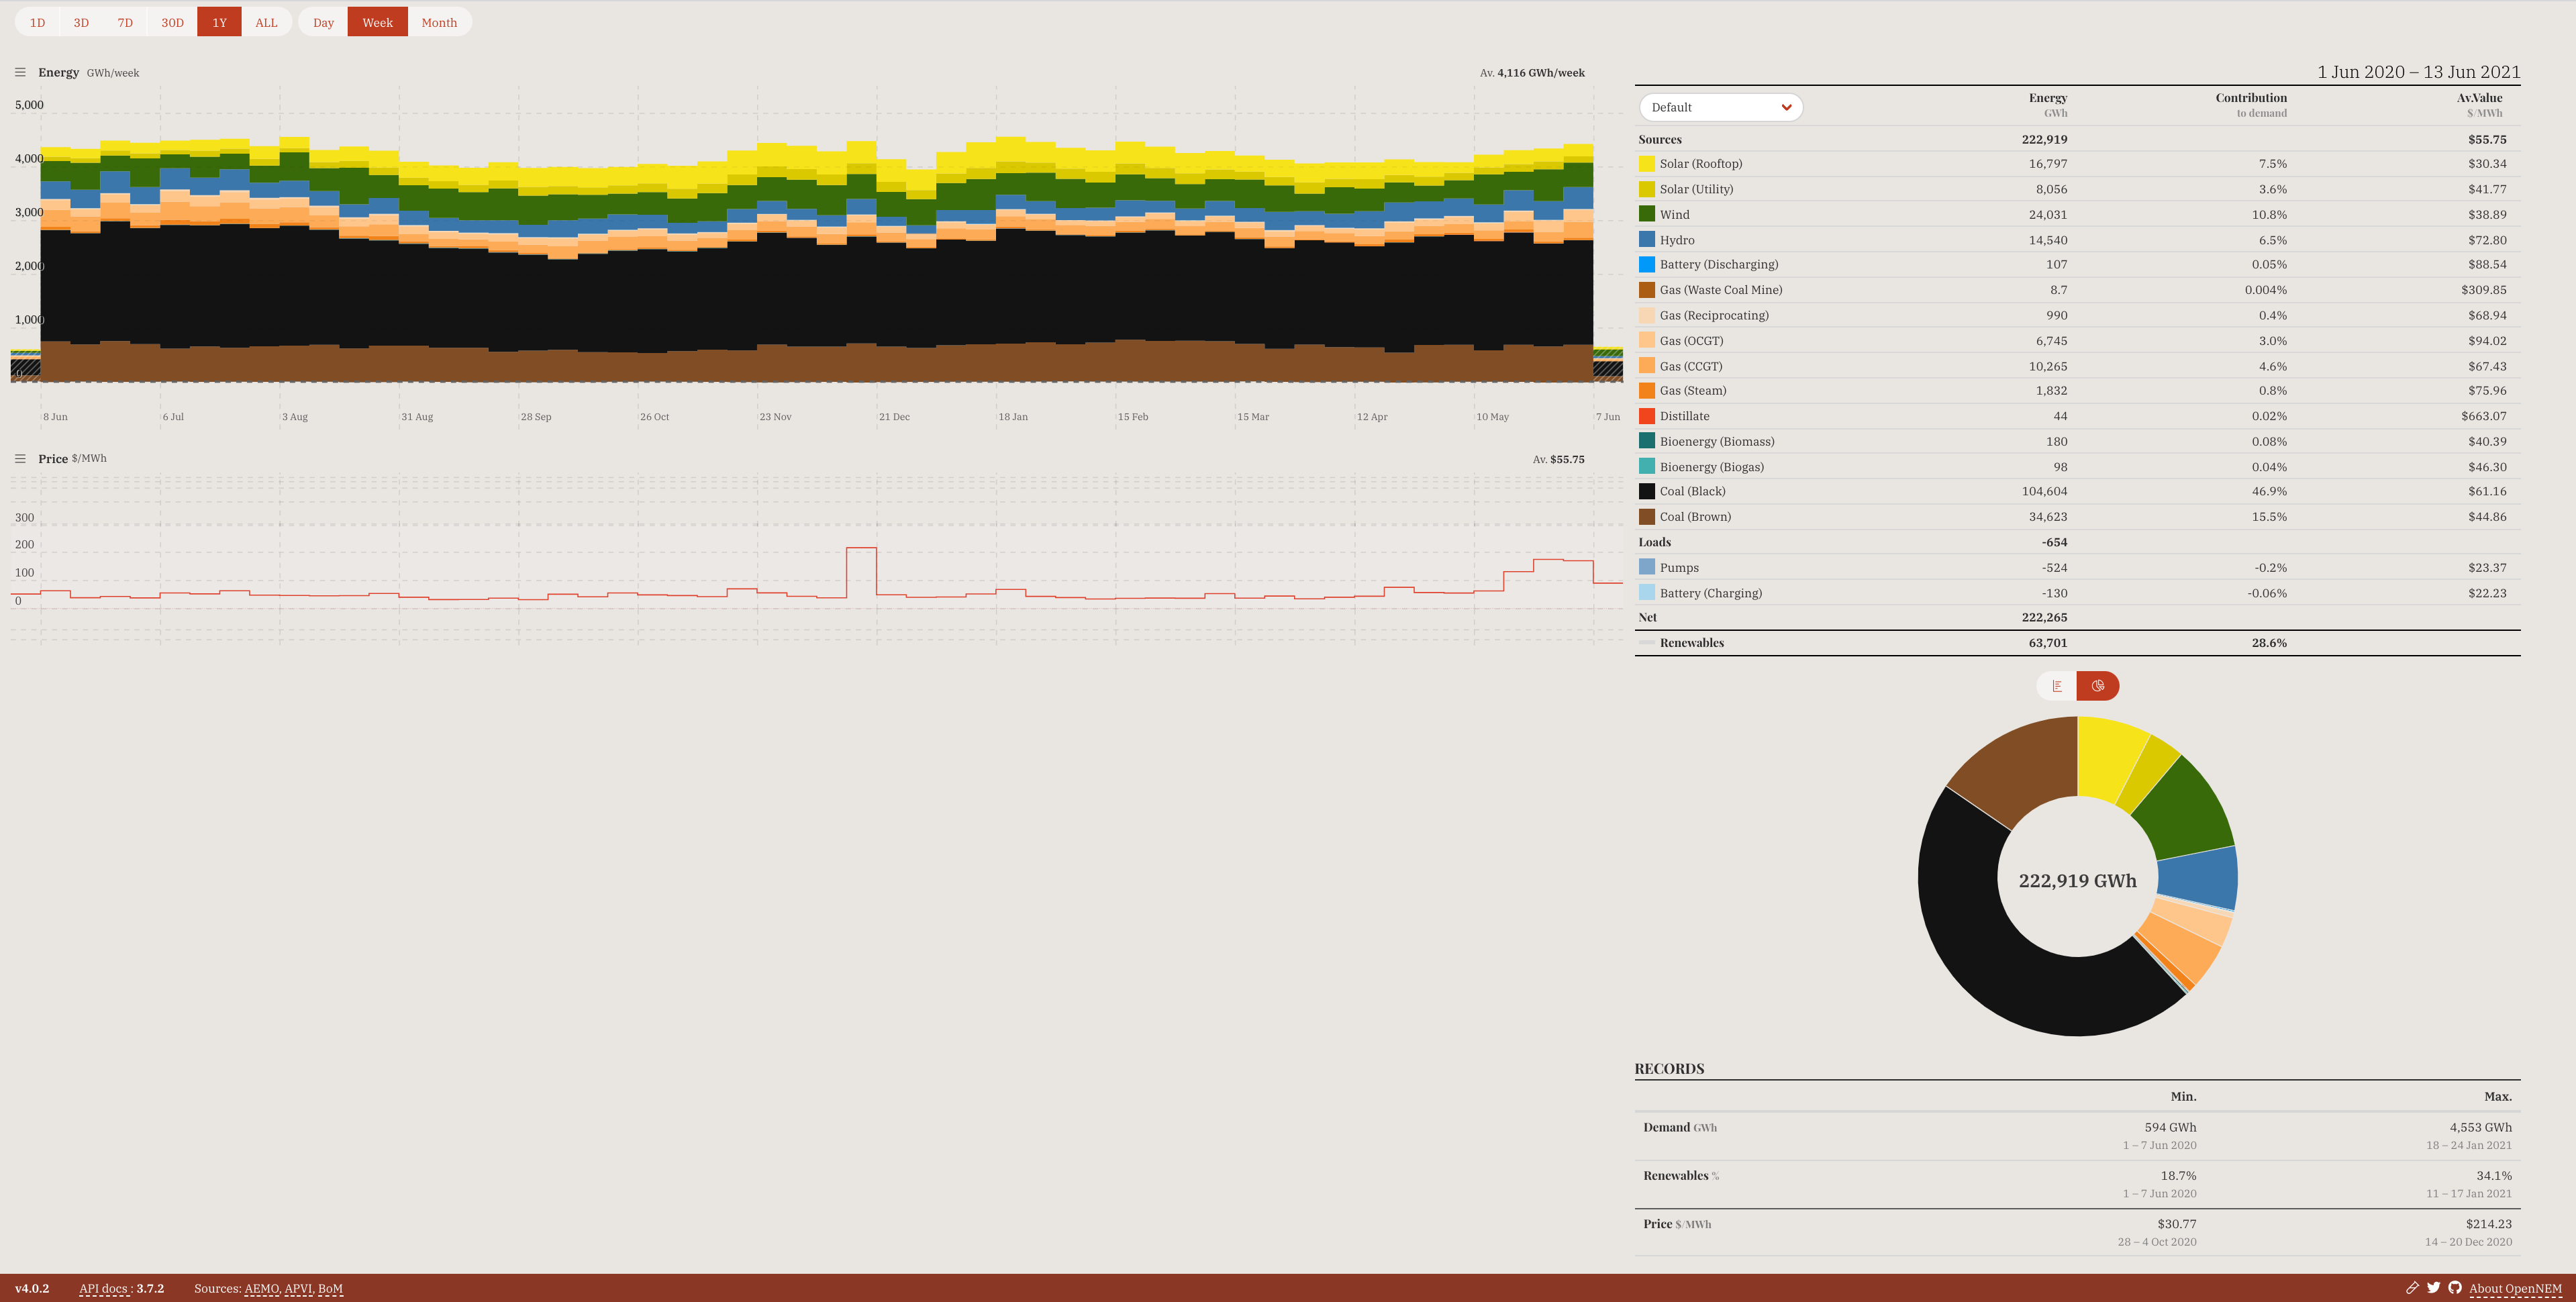 1D 3D 7D 30D 1Y ALL Day Week Month
Energy GWh/week Av. 4,116 GWh/week
5,000
4,000
3,000
2,000
1,000
0
8 Jun 6 Jul 3 Aug 31 Aug 28 Sep 26 Oct 23 Nov 21 Dec 18 Jan 15 Feb 15 Mar 12 Apr 10 May 7 Jun
Price $/MWh Av. $55.75
300
200
100
0
1 Jun 2020 – 13 Jun 2021
Default Energy Contribution Av.Value
GWh to demand $/MWh
Sources 222,919 $55.75
Solar (Rooftop) 16,797 7.5% $30.34
Solar (Utility) 8,056 3.6% $41.77
Wind 24,031 10.8% $38.89
Hydro 14,540 6.5% $72.80
Battery (Discharging) 107 0.05% $88.54
Gas (Waste Coal Mine) 8.7 0.004% $309.85
Gas (Reciprocating) 990 0.4% $68.94
Gas (OCGT) 6,745 3.0% $94.02
Gas (CCGT) 10,265 4.6% $67.43
Gas (Steam) 1,832 0.8% $75.96
Distillate 44 0.02% $663.07
Bioenergy (Biomass) 180 0.08% $40.39
Bioenergy (Biogas) 98 0.04% $46.30
Coal (Black) 104,604 46.9% $61.16
Coal (Brown) 34,623 15.5% $44.86
Loads -654
Pumps -524 -0.2% $23.37
Battery (Charging) -130 -0.06% $22.23
Net 222,265
Renewables 63,701 28.6%
222,919 GWh
RECORDS
Min. Max.
Demand GWh 594 GWh 4,553 GWh
1 – 7 Jun 2020 18 – 24 Jan 2021
Renewables % 18.7% 34.1%
1 – 7 Jun 2020 11 – 17 Jan 2021
Price $/MWh $30.77 $214.23
28 – 4 Oct 2020 14 – 20 Dec 2020
v4.0.2 API docs : 3.7.2 Sources: AEMO, APVI, BoM About OpenNEM